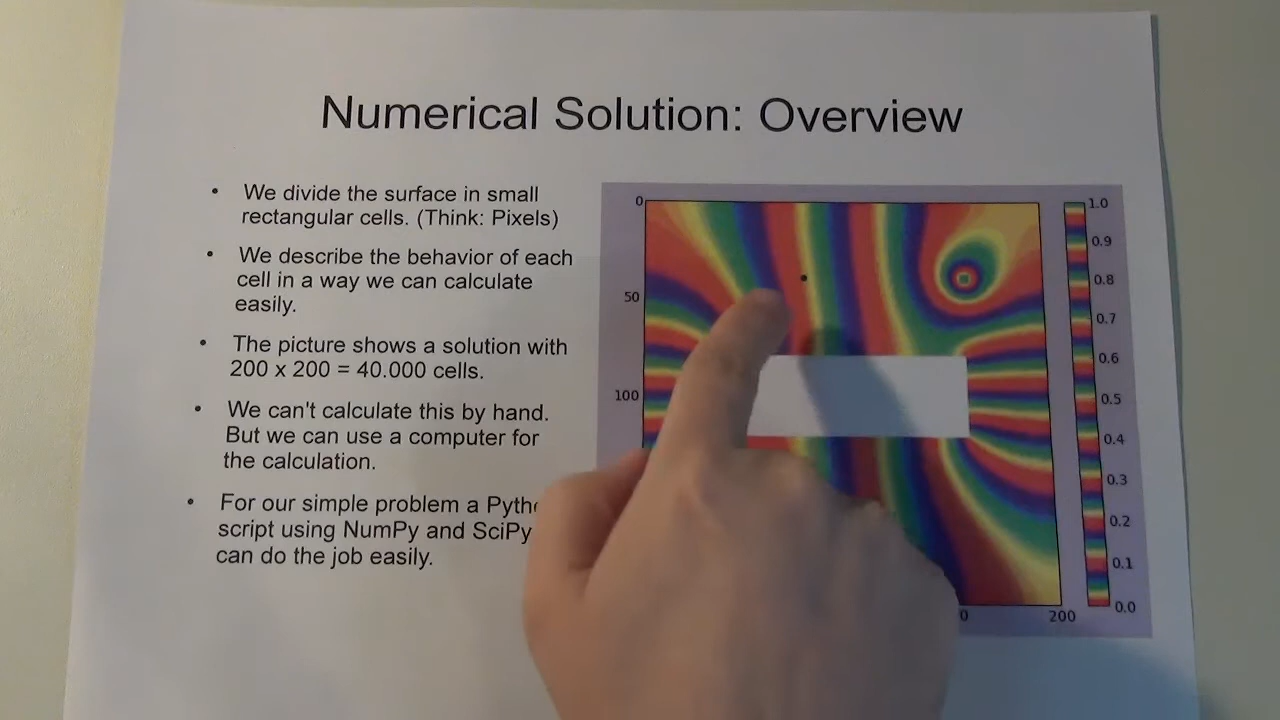 Numerical Solution: Overview
• We divide the surface in small
rectangular cells. (Think: Pixels)
• We describe the behavior of each
cell in a way we can calculate
easily.
• The picture shows a solution with
200 x 200 = 40.000 cells.
• We can't calculate this by hand.
But we can use a computer for
the calculation.
• For our simple problem a
script using NumPy and SciPy
can do the job easily.
0
50
100
200
1.0
0.9
0.8
0.7
0.6
0.5
0.4
0.3
0.2
0.1
0.0